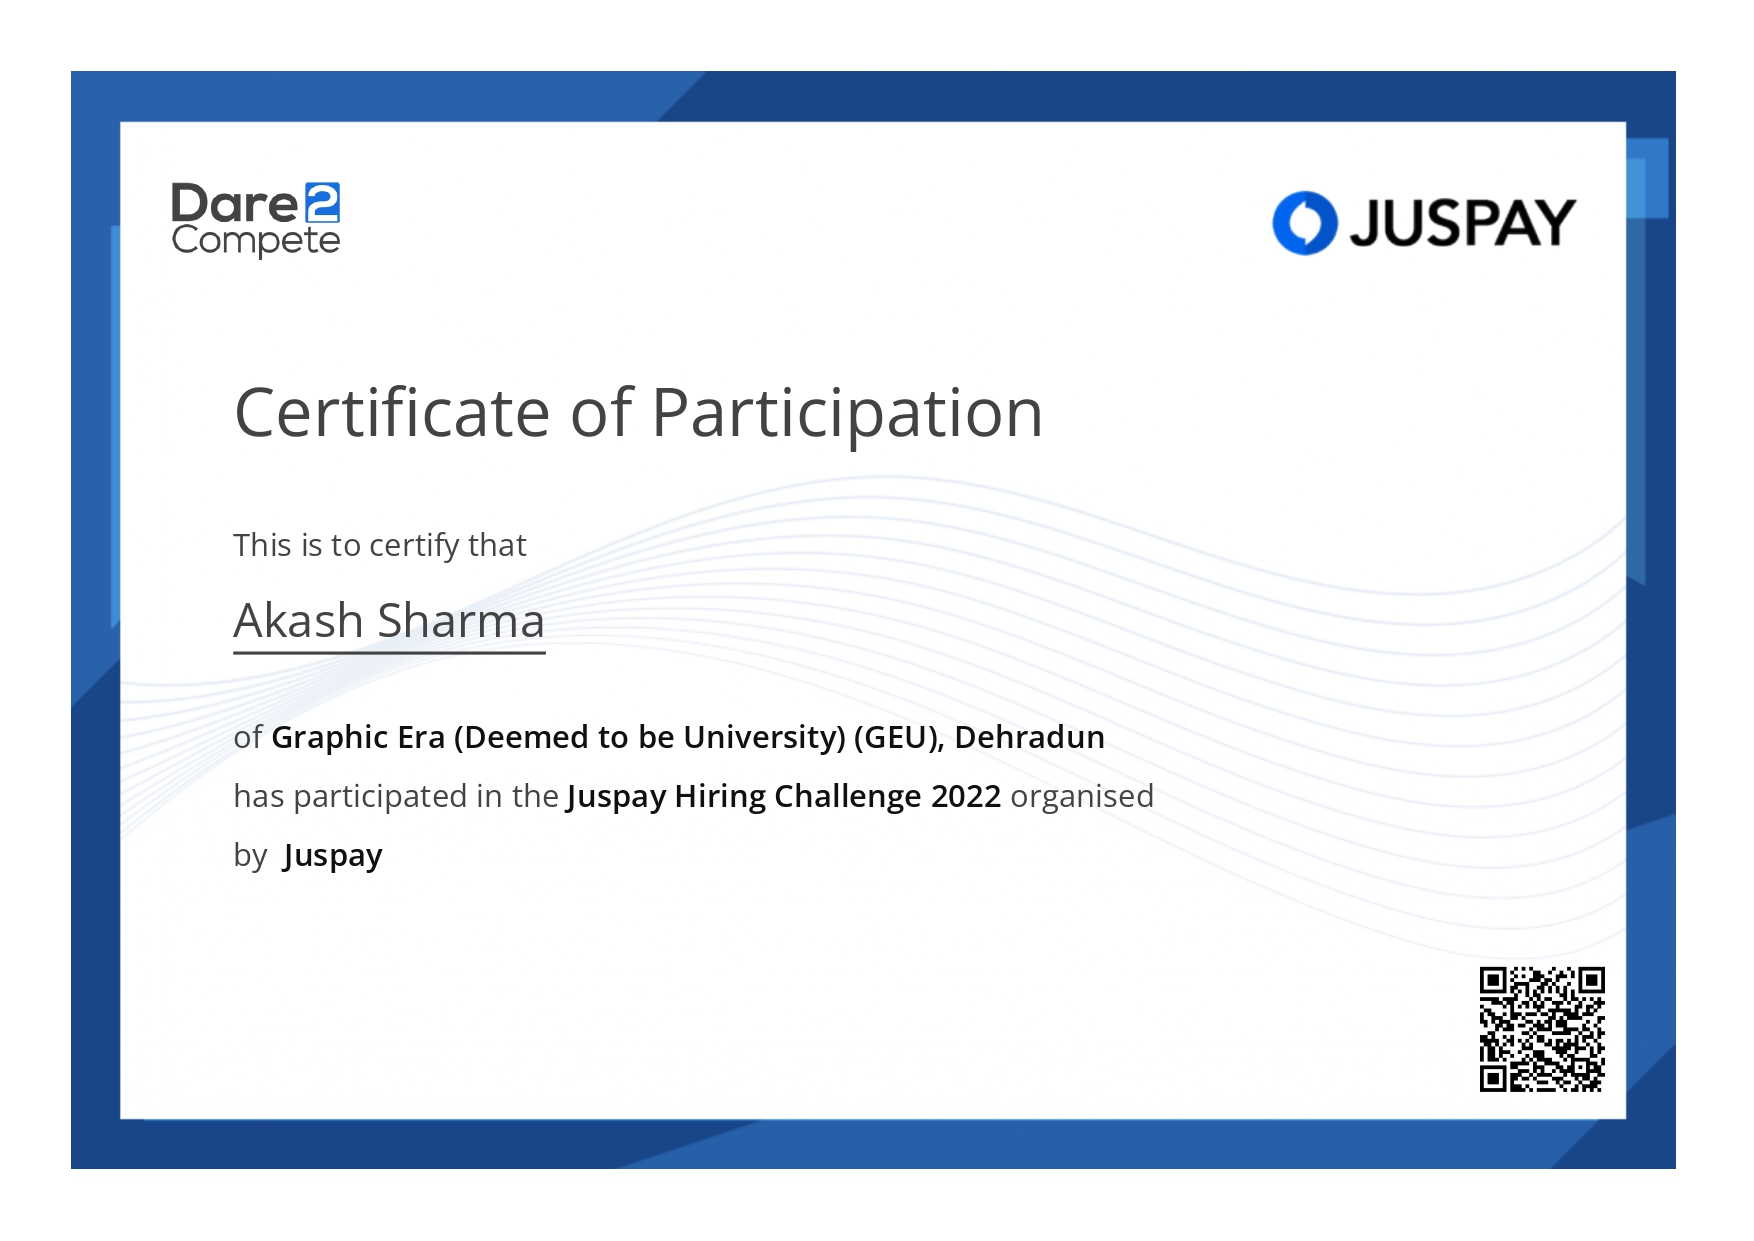 Dare2
Compete
JUSPAY
Certificate of Participation
This is to certify that
Akash Sharma
of Graphic Era (Deemed to be University) (GEU), Dehradun
has participated in the Juspay Hiring Challenge 2022 organised
by Juspay